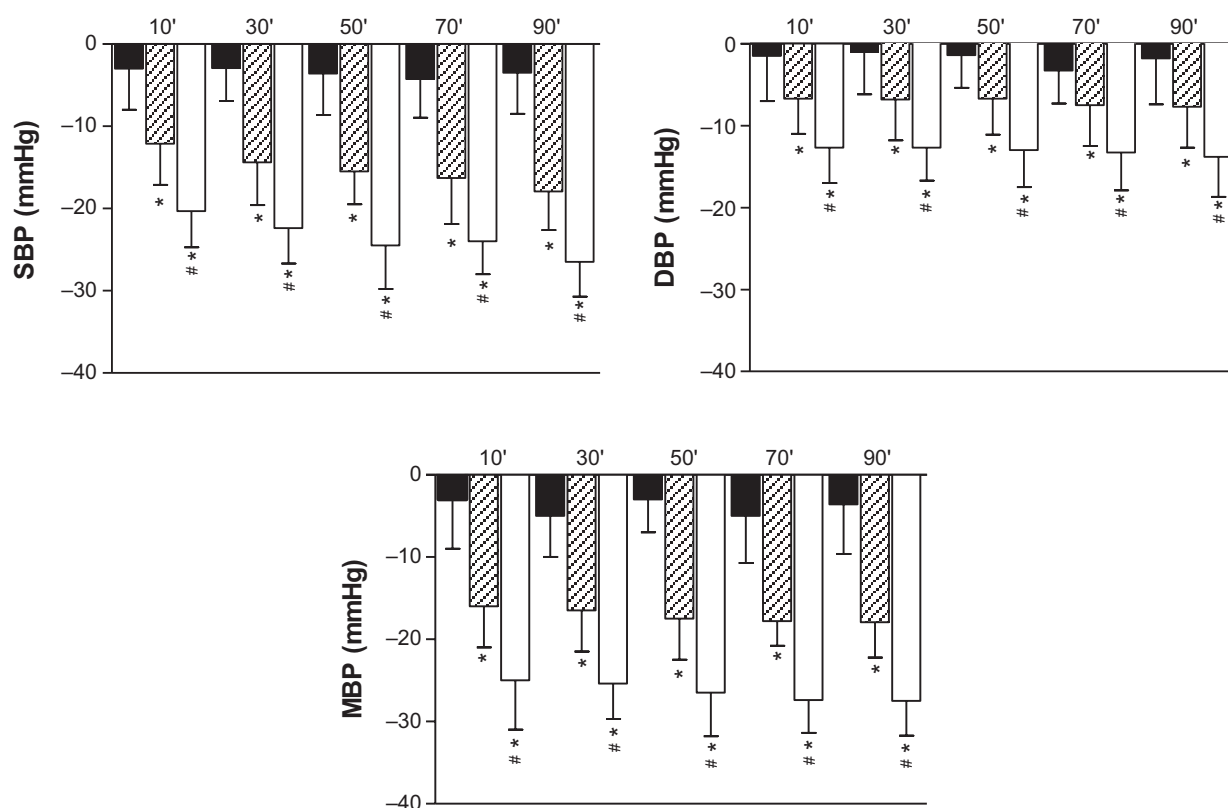 10' 30' 50' 70' 90'
0
–10
–20
–30
–40
SBP (mmHg)
* * * * *
# * # * # * # * # *
10' 30' 50' 70' 90'
0
–10
–20
–30
–40
DBP (mmHg)
* * * * *
# * # * # * # * # *
10' 30' 50' 70' 90'
0
–10
–20
–30
–40
MBP (mmHg)
* * * * *
# * # * # * # * # *